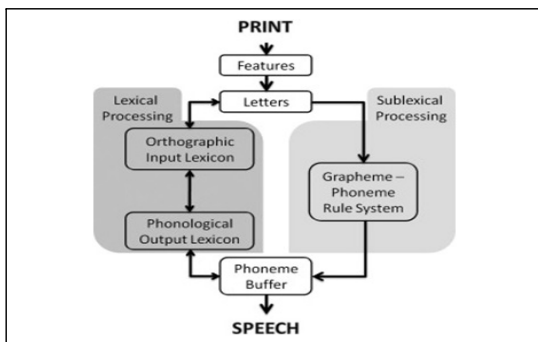 PRINT
Features
Letters
Lexical
Processing
Sublexical
Processing
Orthographic
Input Lexicon
Grapheme –
Phoneme
Rule System
Phonological
Output Lexicon
Phoneme
Buffer
SPEECH